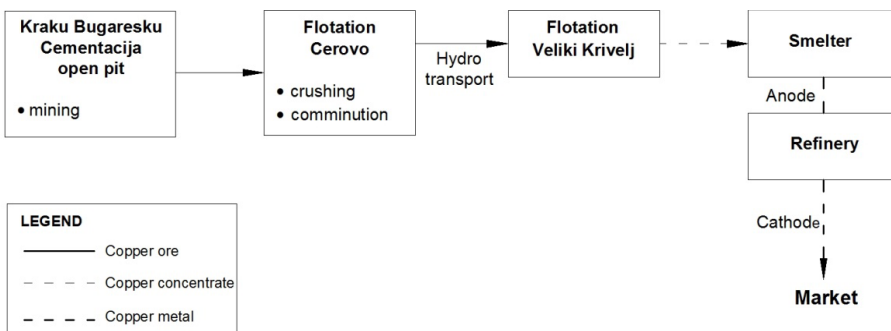 Kraku Bugaresku
Cementacija
open pit
• mining
Flotation
Cerovo
• crushing
• comminution
Hydro
transport
Flotation
Veliki Krivelj
Smelter
Anode
Refinery
Cathode
Market
LEGEND
Copper ore
Copper concentrate
Copper metal